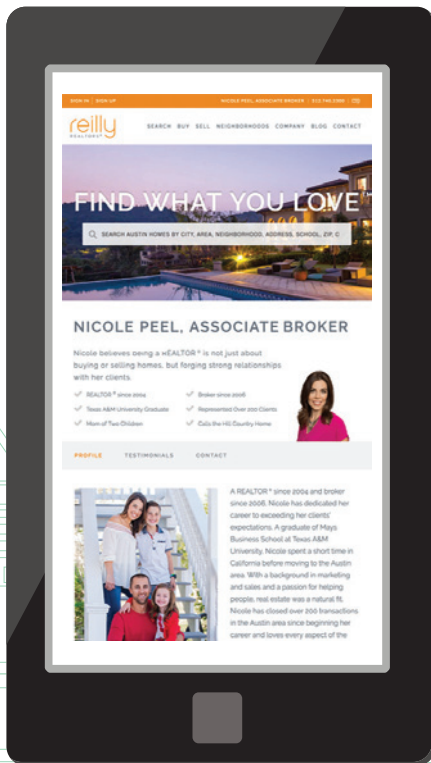 SIGN IN | SIGN UP
NICOLE PEEL, ASSOCIATE BROKER | 512.746.2090 |
reilly
REALTORS®
SEARCH BUY SELL NEIGHBORHOODS COMPANY BLOG CONTACT
FIND WHAT YOU LOVE™
SEARCH AUSTIN HOMES BY CITY, AREA, NEIGHBORHOOD, ADDRESS, SCHOOL, ZIP, C
NICOLE PEEL, ASSOCIATE BROKER
Nicole believes being a REALTOR® is not just about
buying or selling homes, but forging strong relationships
with her clients.
REALTOR® since 2004
Broker since 2006
Texas A&M University Graduate
Represented Over 200 Clients
Mom of Two Children
Calls the Hill Country Home
PROFILE TESTIMONIALS CONTACT
A REALTOR® since 2004 and broker
since 2006, Nicole has dedicated her
career to exceeding her clients'
expectations. A graduate of Mays
Business School at Texas A&M
University, Nicole spent a short time in
California before moving to the Austin
area. With a background in marketing
and sales and a passion for helping
people, real estate was a natural fit.
Nicole has closed over 200 transactions
in the Austin area since beginning her
career and loves every aspect of the